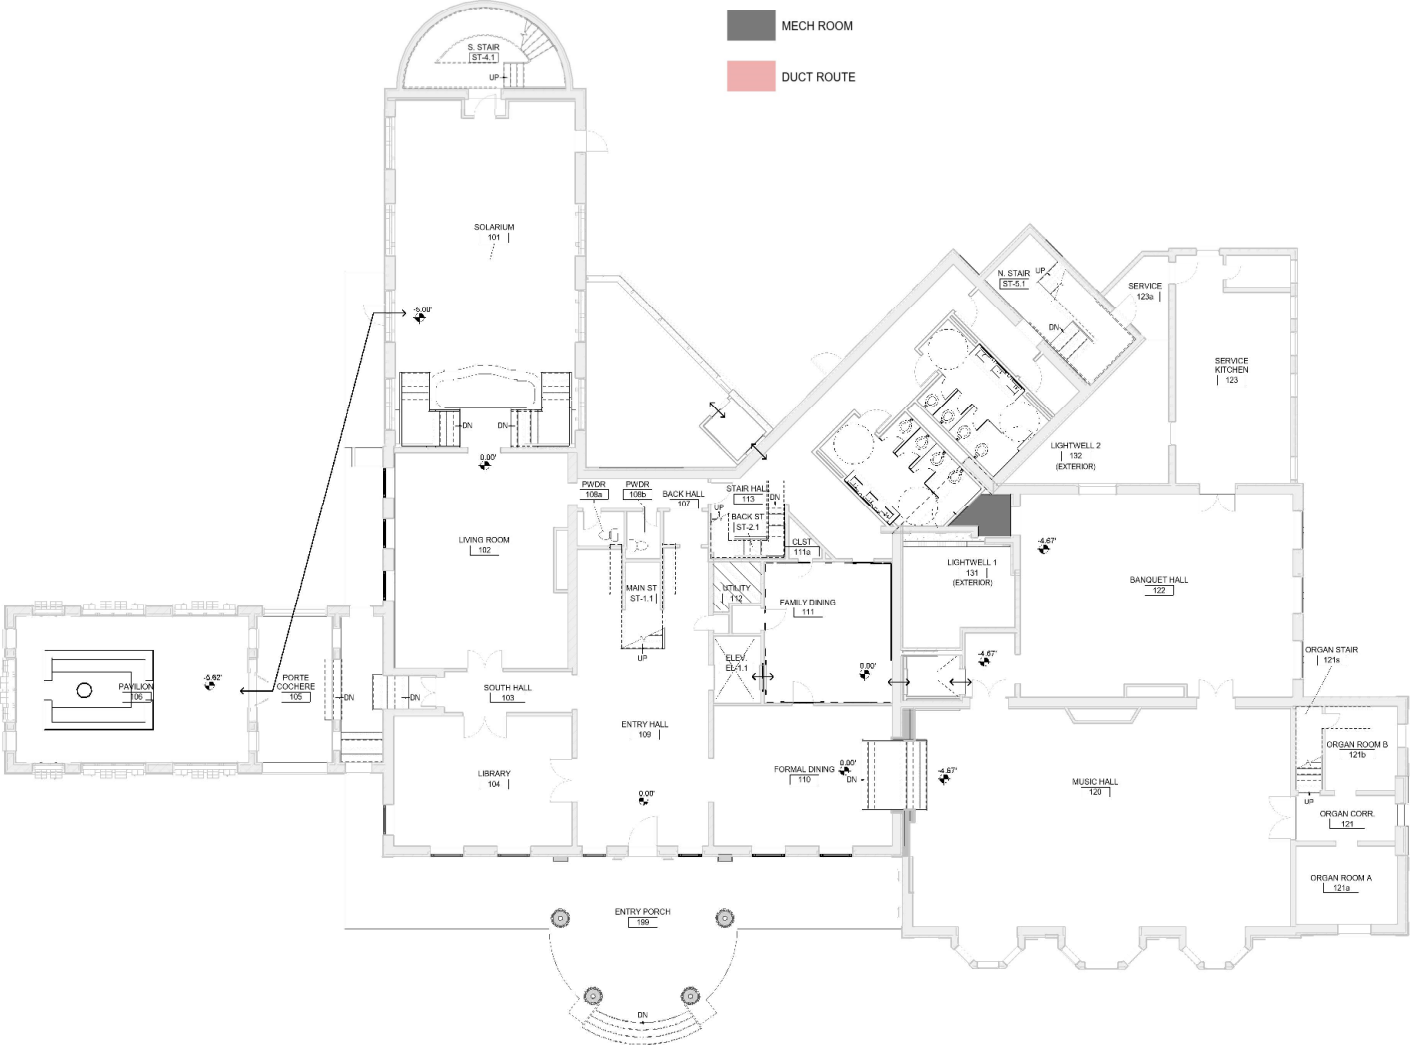 MECH ROOM
DUCT ROUTE
S. STAIR
ST-4.1
UP
SOLARIUM
101
-5.00'
DN
DN
0.00'
N. STAIR
ST-5.1
UP
DN
SERVICE
123a
SERVICE
KITCHEN
123
LIGHTWELL 2
132
(EXTERIOR)
PWDR
108a
PWDR
108b
BACK HALL
107
STAIR HALL
113
DN
UP
BACK ST
ST-2.1
CLST
111a
LIVING ROOM
102
LIGHTWELL 1
131
(EXTERIOR)
-4.67'
BANQUET HALL
122
MAIN ST
ST-1.1
UP
UTILITY
112
FAMILY DINING
111
ELEV.
EL-1.1
0.00'
-4.67'
ORGAN STAIR
121s
PAVILION
106
-5.62'
PORTE
COCHERE
105
DN
DN
SOUTH HALL
103
ENTRY HALL
109
LIBRARY
104
0.00'
FORMAL DINING
110
0.00'
DN
-4.67'
MUSIC HALL
120
ORGAN ROOM B
121b
UP
ORGAN CORR.
121
ORGAN ROOM A
121a
ENTRY PORCH
199
DN